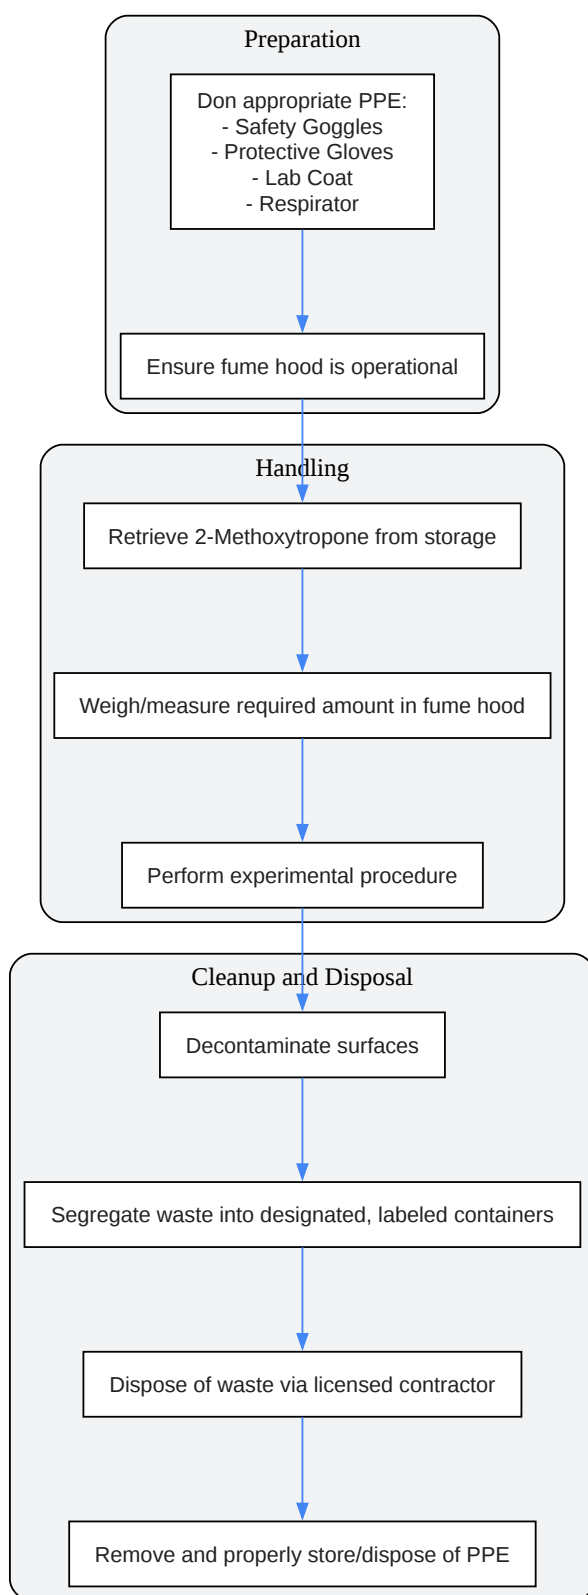 Preparation
Don appropriate PPE:
- Safety Goggles
- Protective Gloves
- Lab Coat
- Respirator
Ensure fume hood is operational
Handling
Retrieve 2-Methoxytropone from storage
Weigh/measure required amount in fume hood
Perform experimental procedure
Cleanup and Disposal
Decontaminate surfaces
Segregate waste into designated, labeled containers
Dispose of waste via licensed contractor
Remove and properly store/dispose of PPE